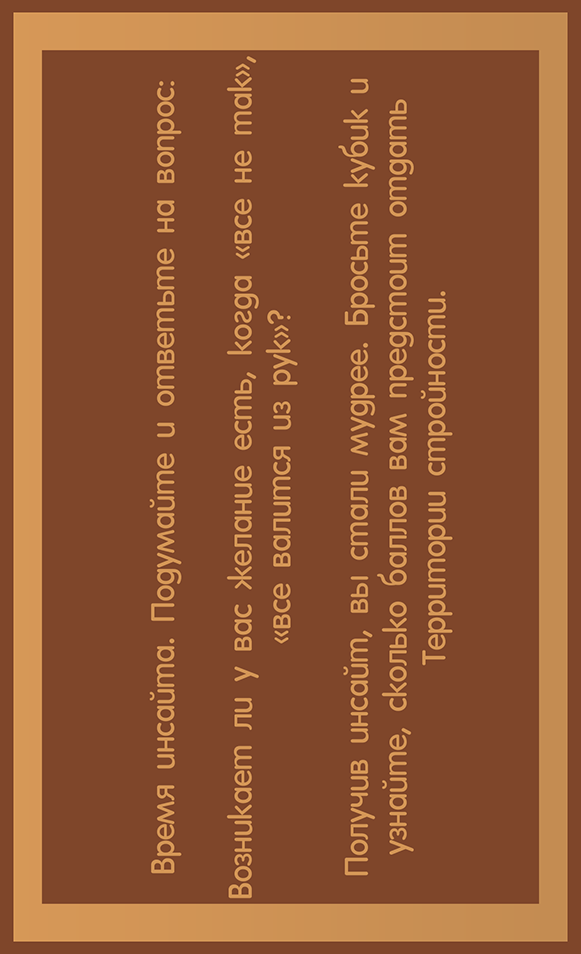 Время инсайта. Подумайте и ответьте на вопрос:
Возникает ли у вас желание есть, когда «все не так»,
«все валится из рук»?
Получив инсайт, вы стали мудрее. Бросьте кубик и
узнайте, сколько баллов вам предстоит отдать
Территории стройности.